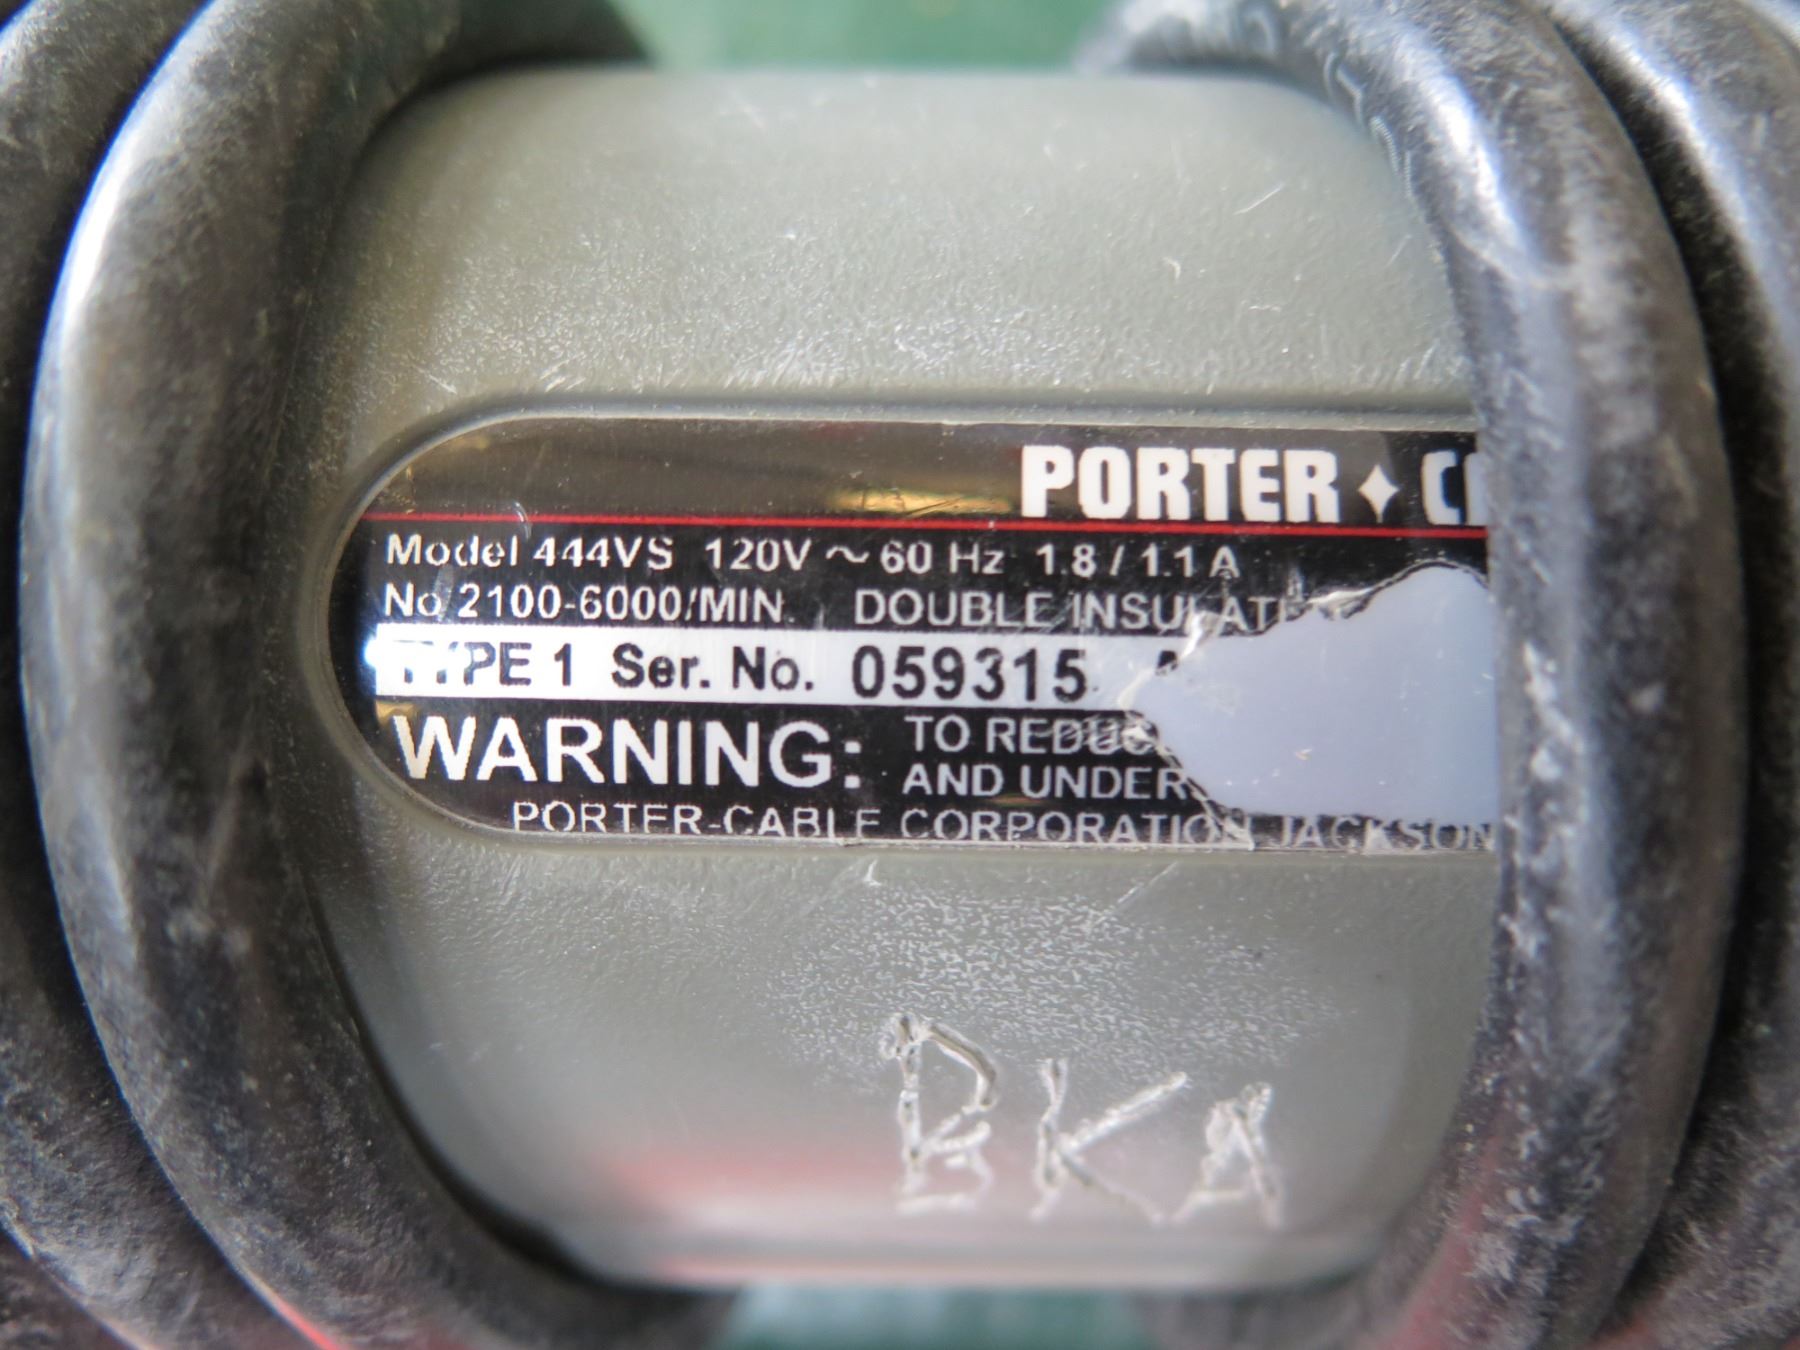 PORTER
Model 444VS 120V ~ 60 Hz 1.8 / 1.1 A
No 2100-6000/MIN. DOUBLE
TYPE 1 Ser. No. 059315
WARNING: TO
AND UNDER
PORTER-CABLE CORPORATION JACKSON
BKA